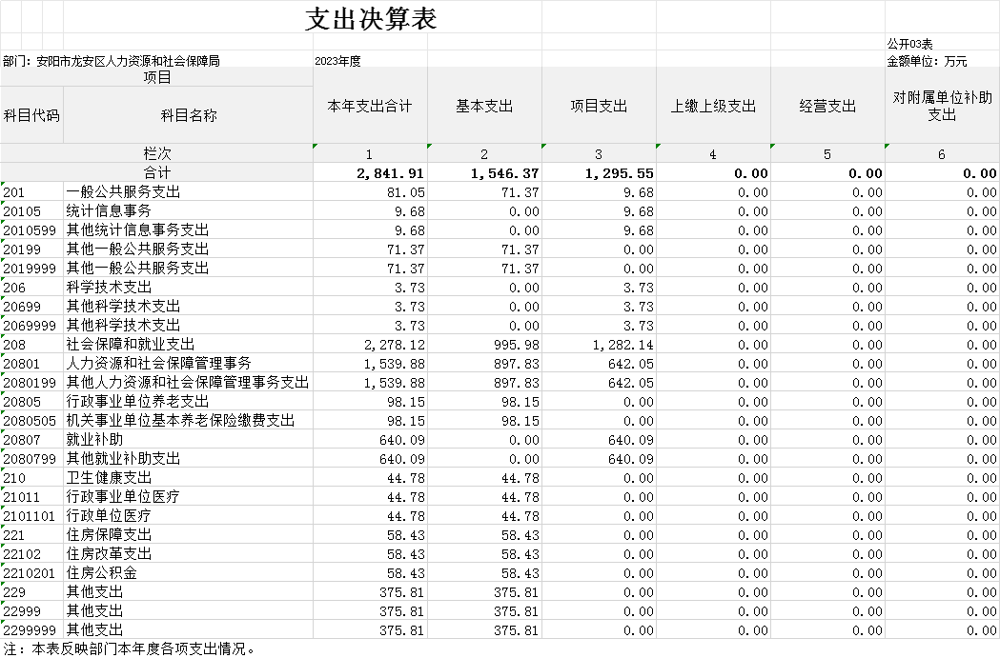 支出决算表
公开03表
部门：安阳市龙安区人力资源和社会保障局 2023年度 金额单位：万元
项目 本年支出合计 基本支出 项目支出 上缴上级支出 经营支出 对附属单位补助支出
科目代码 科目名称
栏次 1 2 3 4 5 6
合计 2,841.91 1,546.37 1,295.55 0.00 0.00 0.00
201 一般公共服务支出 81.05 71.37 9.68 0.00 0.00 0.00
20105 统计信息事务 9.68 0.00 9.68 0.00 0.00 0.00
2010599 其他统计信息事务支出 9.68 0.00 9.68 0.00 0.00 0.00
20199 其他一般公共服务支出 71.37 71.37 0.00 0.00 0.00 0.00
2019999 其他一般公共服务支出 71.37 71.37 0.00 0.00 0.00 0.00
206 科学技术支出 3.73 0.00 3.73 0.00 0.00 0.00
20699 其他科学技术支出 3.73 0.00 3.73 0.00 0.00 0.00
2069999 其他科学技术支出 3.73 0.00 3.73 0.00 0.00 0.00
208 社会保障和就业支出 2,278.12 995.98 1,282.14 0.00 0.00 0.00
20801 人力资源和社会保障管理事务 1,539.88 897.83 642.05 0.00 0.00 0.00
2080199 其他人力资源和社会保障管理事务支出 1,539.88 897.83 642.05 0.00 0.00 0.00
20805 行政事业单位养老支出 98.15 98.15 0.00 0.00 0.00 0.00
2080505 机关事业单位基本养老保险缴费支出 98.15 98.15 0.00 0.00 0.00 0.00
20807 就业补助 640.09 0.00 640.09 0.00 0.00 0.00
2080799 其他就业补助支出 640.09 0.00 640.09 0.00 0.00 0.00
210 卫生健康支出 44.78 44.78 0.00 0.00 0.00 0.00
21011 行政事业单位医疗 44.78 44.78 0.00 0.00 0.00 0.00
2101101 行政单位医疗 44.78 44.78 0.00 0.00 0.00 0.00
221 住房保障支出 58.43 58.43 0.00 0.00 0.00 0.00
22102 住房改革支出 58.43 58.43 0.00 0.00 0.00 0.00
2210201 住房公积金 58.43 58.43 0.00 0.00 0.00 0.00
229 其他支出 375.81 375.81 0.00 0.00 0.00 0.00
22999 其他支出 375.81 375.81 0.00 0.00 0.00 0.00
2299999 其他支出 375.81 375.81 0.00 0.00 0.00 0.00
注：本表反映部门本年度各项支出情况。